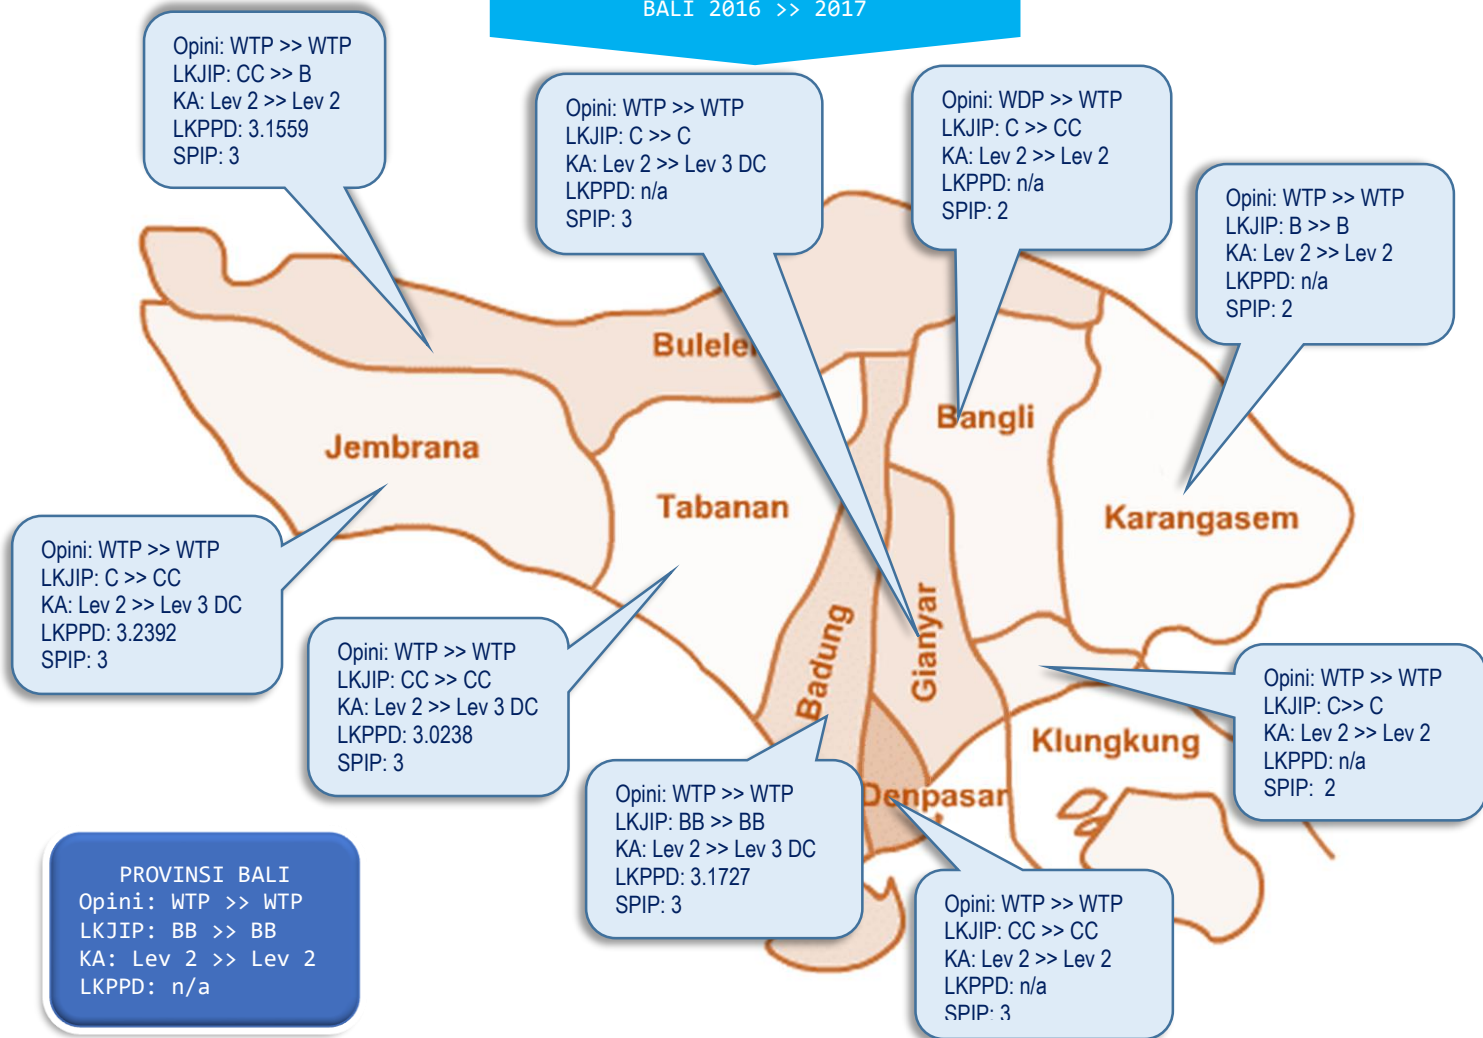 BALI 2016 >> 2017
Opini: WTP >> WTP
LKJIP: CC >> B
KA: Lev 2 >> Lev 2
LKPPD: 3.1559
SPIP: 3
Opini: WTP >> WTP
LKJIP: C >> C
KA: Lev 2 >> Lev 3 DC
LKPPD: n/a
SPIP: 3
Opini: WDP >> WTP
LKJIP: C >> CC
KA: Lev 2 >> Lev 2
LKPPD: n/a
SPIP: 2
Opini: WTP >> WTP
LKJIP: B >> B
KA: Lev 2 >> Lev 2
LKPPD: n/a
SPIP: 2
Bangli
Jembrana
Tabanan
Karangasem
Opini: WTP >> WTP
LKJIP: C >> CC
KA: Lev 2 >> Lev 3 DC
LKPPD: 3.2392
SPIP: 3
Opini: WTP >> WTP
LKJIP: CC >> CC
KA: Lev 2 >> Lev 3 DC
LKPPD: 3.0238
SPIP: 3
Badung
Gianyar
Klungkung
Denpasar
Opini: WTP >> WTP
LKJIP: C>> C
KA: Lev 2 >> Lev 2
LKPPD: n/a
SPIP: 2
Opini: WTP >> WTP
LKJIP: BB >> BB
KA: Lev 2 >> Lev 3 DC
LKPPD: 3.1727
SPIP: 3
Opini: WTP >> WTP
LKJIP: CC >> CC
KA: Lev 2 >> Lev 2
LKPPD: n/a
SPIP: 3
PROVINSI BALI
Opini: WTP >> WTP
LKJIP: BB >> BB
KA: Lev 2 >> Lev 2
LKPPD: n/a